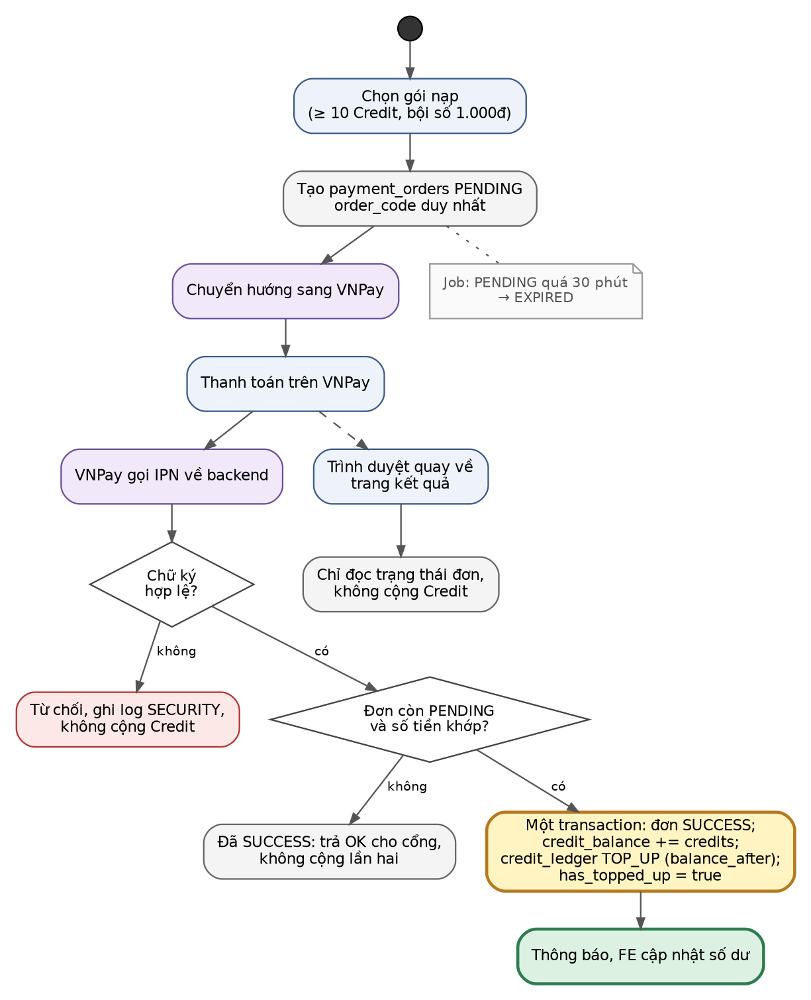 Chọn gói nạp
(≥ 10 Credit, bội số 1.000đ)
Tạo payment_orders PENDING
order_code duy nhất
Chuyển hướng sang VNPay
Job: PENDING quá 30 phút
→ EXPIRED
Thanh toán trên VNPay
VNPay gọi IPN về backend
Trình duyệt quay về
trang kết quả
Chữ ký
hợp lệ?
Chỉ đọc trạng thái đơn,
không cộng Credit
không
có
Từ chối, ghi log SECURITY,
không cộng Credit
Đơn còn PENDING
và số tiền khớp?
không
có
Đã SUCCESS: trả OK cho cổng,
không cộng lần hai
Một transaction: đơn SUCCESS;
credit_balance += credits;
credit_ledger TOP_UP (balance_after);
has_topped_up = true
Thông báo, FE cập nhật số dư